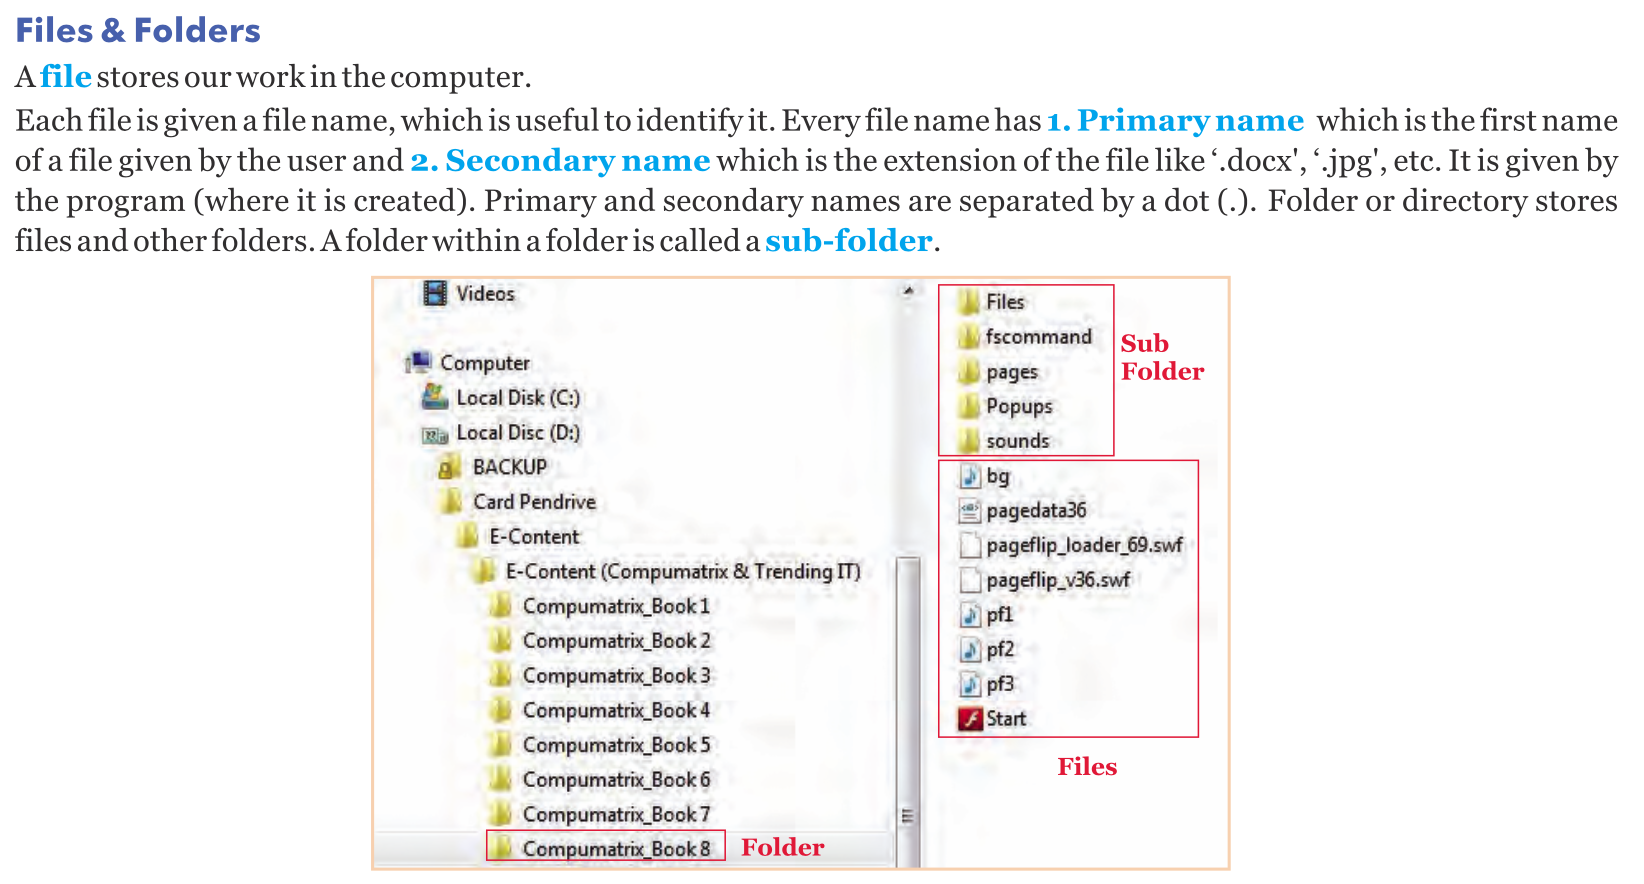 Files & Folders
A file stores our work in the computer.
Each file is given a file name, which is useful to identify it. Every file name has 1. Primary name which is the first name
of a file given by the user and 2. Secondary name which is the extension of the file like ‘.docx', ‘.jpg', etc. It is given by
the program (where it is created). Primary and secondary names are separated by a dot (.). Folder or directory stores
files and other folders. A folder within a folder is called a sub-folder.
Videos
Computer
Local Disk (C:)
Local Disc (D:)
BACKUP
Card Pendrive
E-Content
E-Content (Compumatrix & Trending IT)
Compumatrix_Book 1
Compumatrix_Book 2
Compumatrix_Book 3
Compumatrix_Book 4
Compumatrix_Book 5
Compumatrix_Book 6
Compumatrix_Book 7
Compumatrix_Book 8
Folder
Files
fscommand
pages
Popups
sounds
Sub
Folder
bg
pagedata36
pageflip_loader_69.swf
pageflip_v36.swf
pf1
pf2
pf3
Start
Files